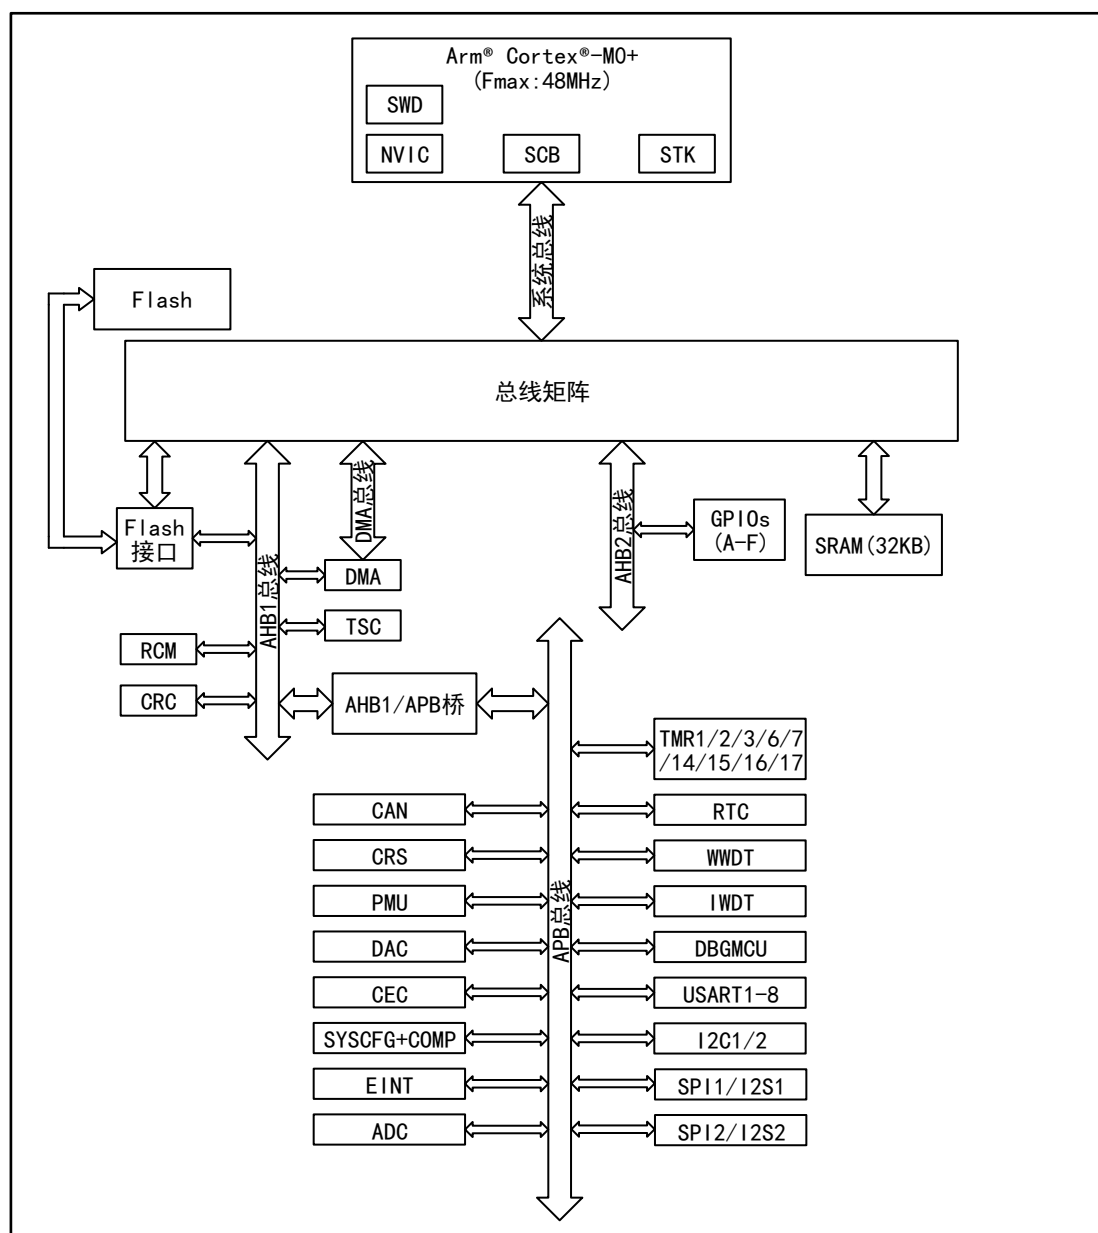 Arm® Cortex®-M0+
(Fmax:48MHz)
SWD
NVIC
SCB
STK
系统总线
Flash
总线矩阵
DMA总线
Flash
接口
AHB1总线
AHB2总线
GPIOs
(A-F)
SRAM(32KB)
DMA
TSC
RCM
CRC
AHB1/APB桥
TMR1/2/3/6/7
/14/15/16/17
CAN
RTC
CRS
WWDT
PMU
IWDT
APB总线
DAC
DBGMCU
CEC
USART1-8
SYSCFG+COMP
I2C1/2
EINT
SPI1/I2S1
ADC
SPI2/I2S2